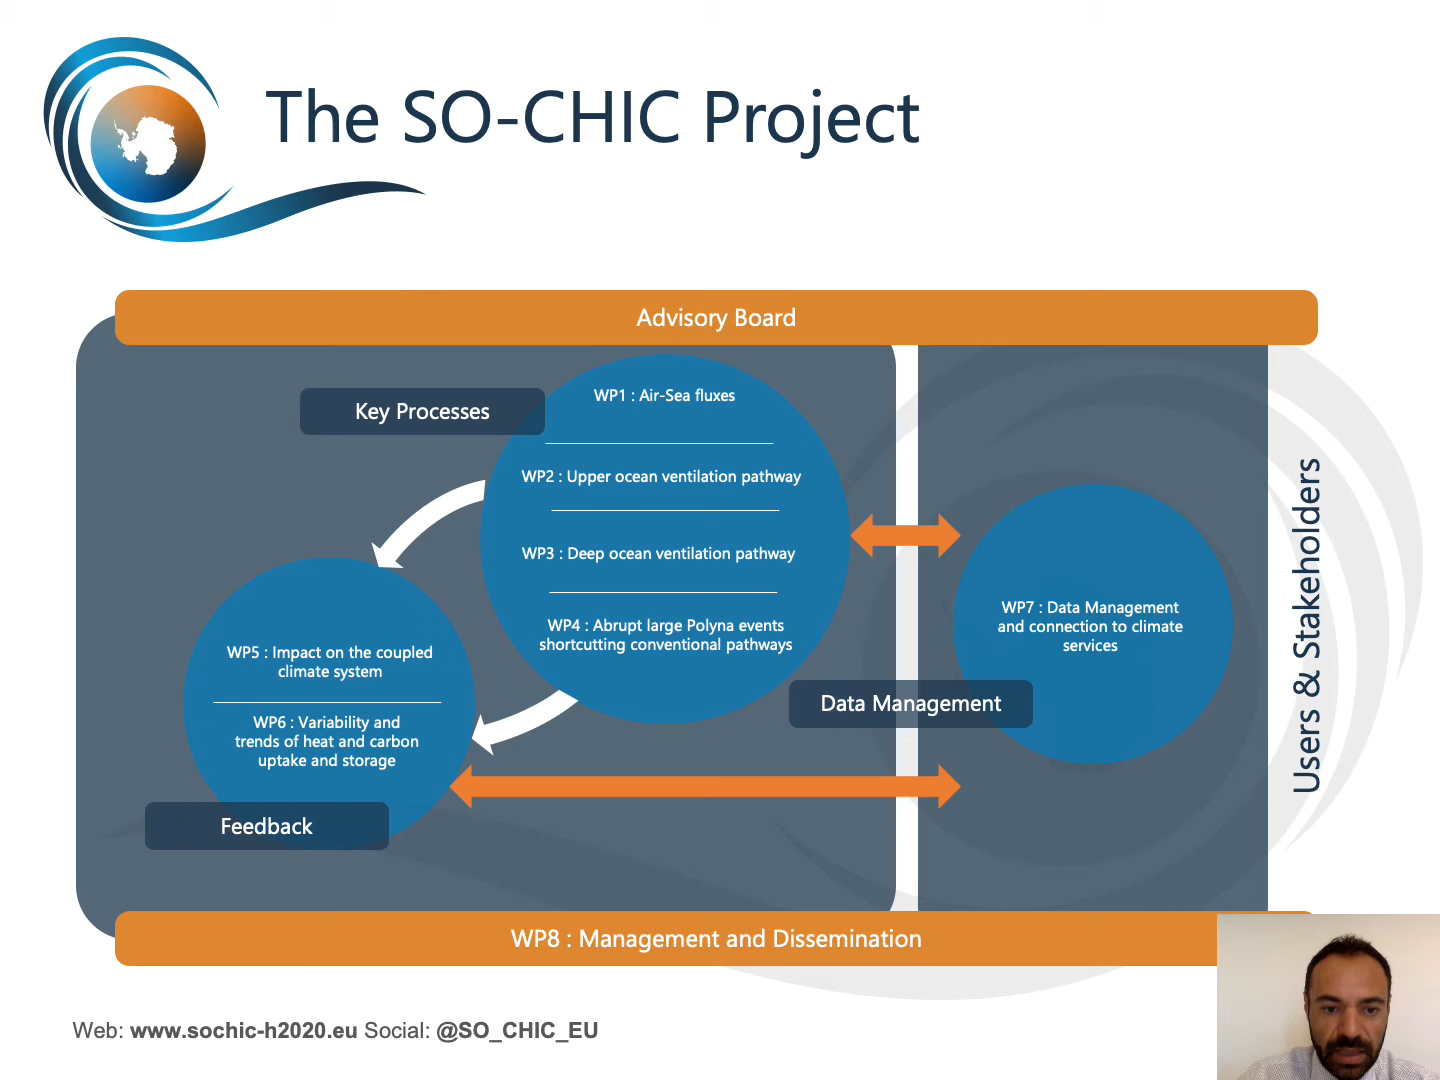 The SO-CHIC Project
Advisory Board
Key Processes
WP1 : Air-Sea fluxes
WP2 : Upper ocean ventilation pathway
WP3 : Deep ocean ventilation pathway
WP4 : Abrupt large Polyna events
shortcutting conventional pathways
WP5 : Impact on the coupled
climate system
WP6 : Variability and
trends of heat and carbon
uptake and storage
Feedback
WP7 : Data Management
and connection to climate
services
Data Management
Users & Stakeholders
WP8 : Management and Dissemination
Web: www.sochic-h2020.eu Social: @SO_CHIC_EU